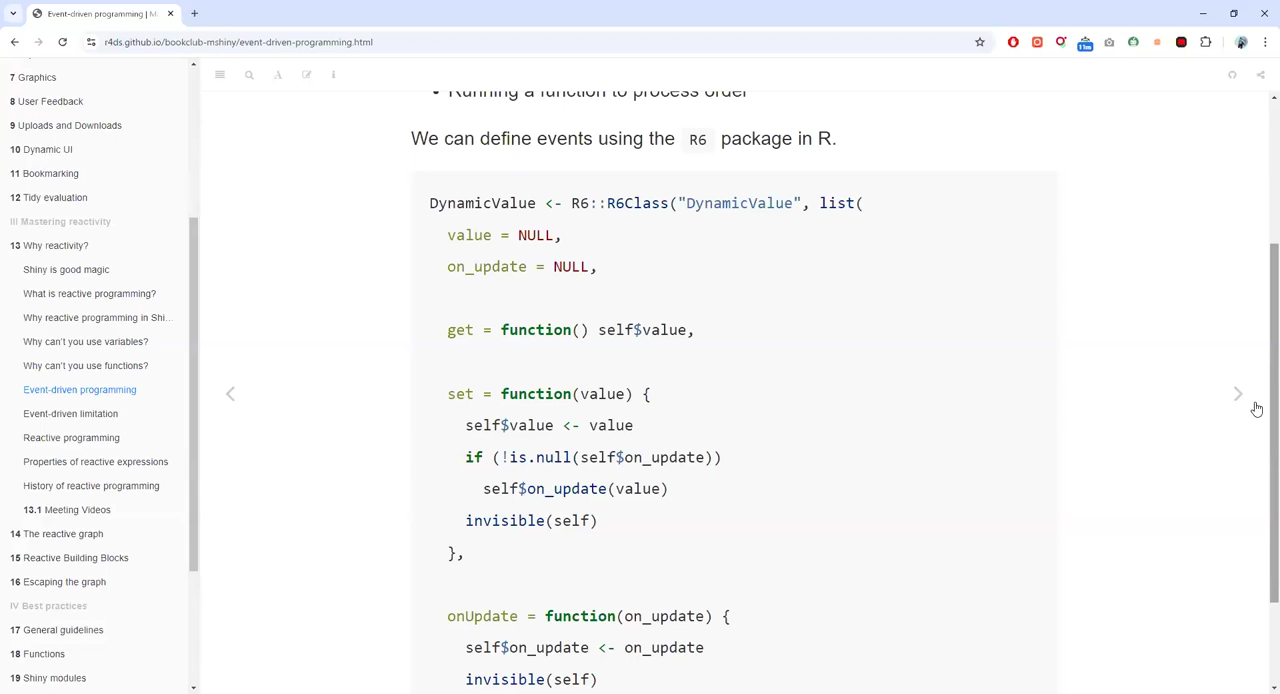 Event-driven programming | M
r4ds.github.io/bookclub-mshiny/event-driven-programming.html
11m
7 Graphics
8 User Feedback
9 Uploads and Downloads
10 Dynamic UI
11 Bookmarking
12 Tidy evaluation
III Mastering reactivity
13 Why reactivity?
Shiny is good magic
What is reactive programming?
Why reactive programming in Shi...
Why can't you use variables?
Why can't you use functions?
Event-driven programming
Event-driven limitation
Reactive programming
Properties of reactive expressions
History of reactive programming
13.1 Meeting Videos
14 The reactive graph
15 Reactive Building Blocks
16 Escaping the graph
IV Best practices
17 General guidelines
18 Functions
19 Shiny modules
• Running a function to process order
We can define events using the R6 package in R.
DynamicValue <- R6::R6Class("DynamicValue", list(
value = NULL,
on_update = NULL,
get = function() self$value,
set = function(value) {
self$value <- value
if (!is.null(self$on_update))
self$on_update(value)
invisible(self)
},
onUpdate = function(on_update) {
self$on_update <- on_update
invisible(self)